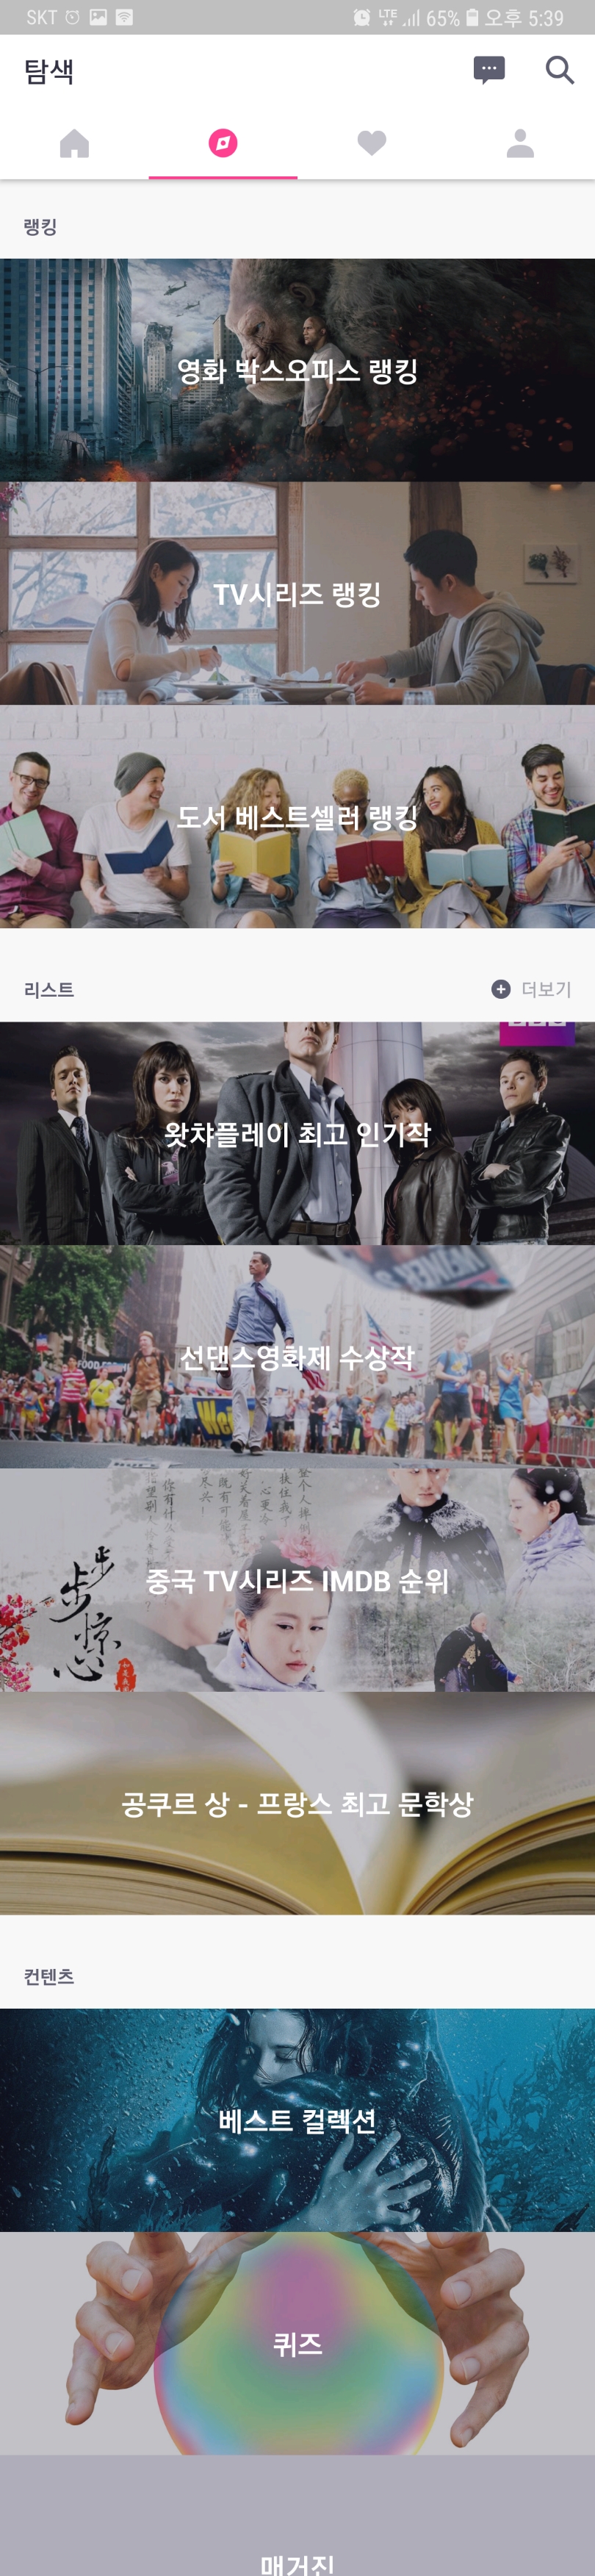 SKT LTE 65% 오후 5:39
탐색
랭킹
영화 박스오피스 랭킹
TV시리즈 랭킹
도서 베스트셀러 랭킹
리스트 더보기
왓챠플레이 최고 인기작
선댄스영화제 수상작
중국 TV시리즈 IMDB 순위
步步惊心
공쿠르 상 - 프랑스 최고 문학상
컨텐츠
베스트 컬렉션
퀴즈
매거진